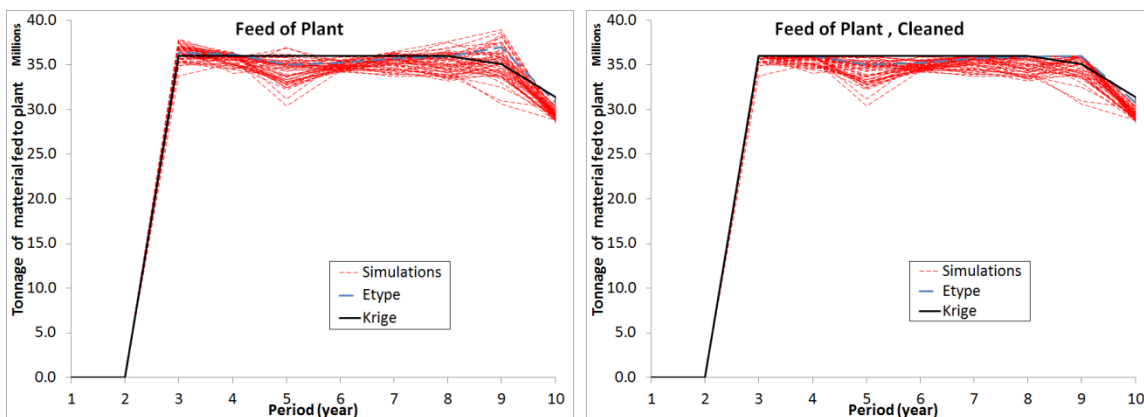 Feed of Plant
Millions
Tonnage of matterial fed to plant
40.0
35.0
30.0
25.0
20.0
15.0
10.0
5.0
0.0
Simulations
Etype
Krige
1 2 3 4 5 6 7 8 9 10
Period (year)
Feed of Plant , Cleaned
Millions
Tonnage of matterial fed to plant
40.0
35.0
30.0
25.0
20.0
15.0
10.0
5.0
0.0
Simulations
Etype
Krige
1 2 3 4 5 6 7 8 9 10
Period (year)